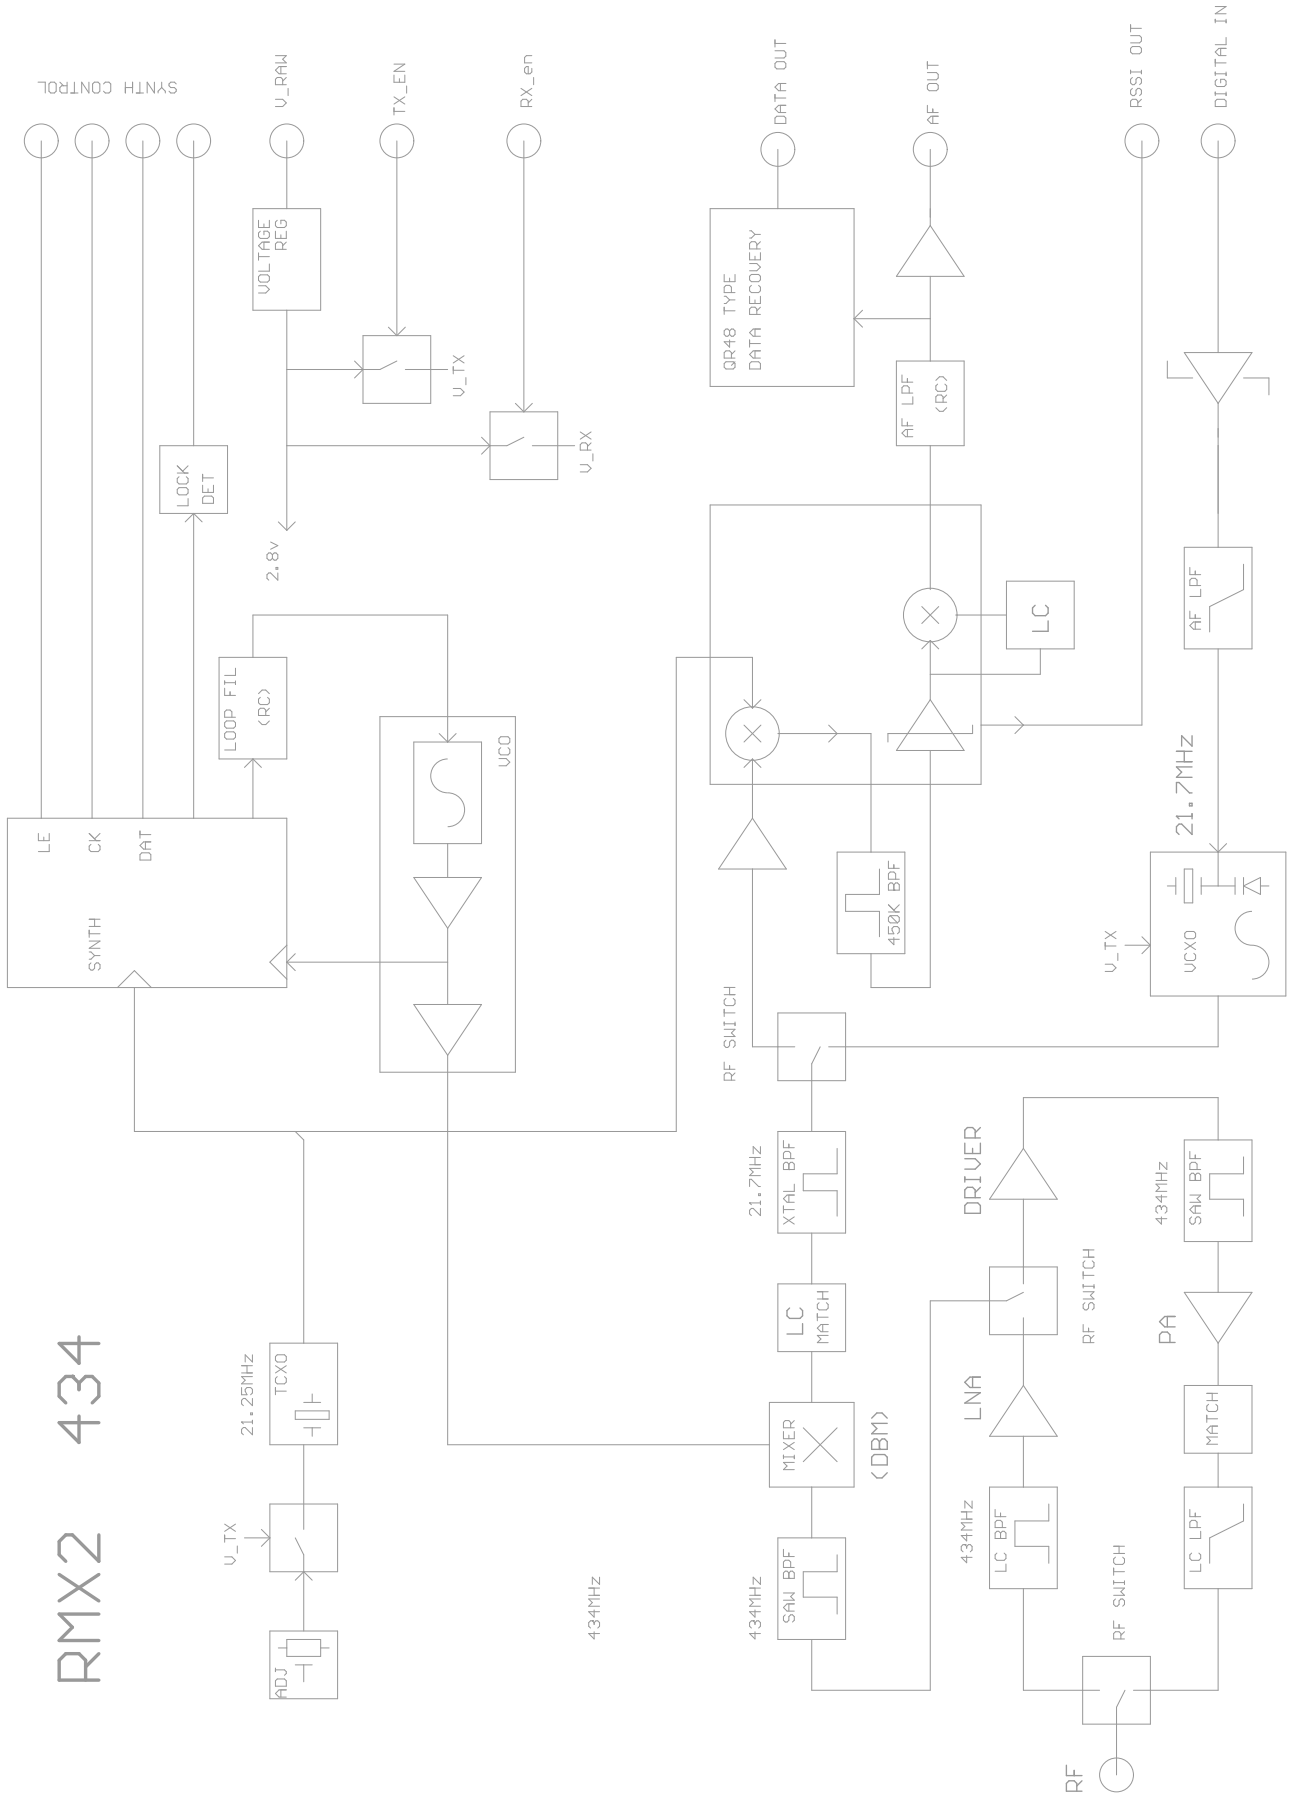 RMX2 434
SYNTH CONTROL
V_RAW
TX_EN
RX_en
DATA OUT
AF OUT
RSSI OUT
DIGITAL IN
VOLTAGE
REG
V_TX
V_RX
2.8v
LOCK
DET
LOOP FIL
(RC)
LE
CK
DAT
SYNTH
VCO
QR48 TYPE
DATA RECOVERY
AF LPF
(RC)
LC
450K BPF
AF LPF
21.7MHz
V_TX
VCXO
RF SWITCH
21.7MHz
XTAL BPF
LC
MATCH
MIXER
(DBM)
434MHz
SAW BPF
434MHz
21.25MHz
TCXO
V_TX
ADJ
DRIVER
RF SWITCH
LNA
434MHz
LC BPF
434MHz
SAW BPF
PA
MATCH
LC LPF
RF SWITCH
RF